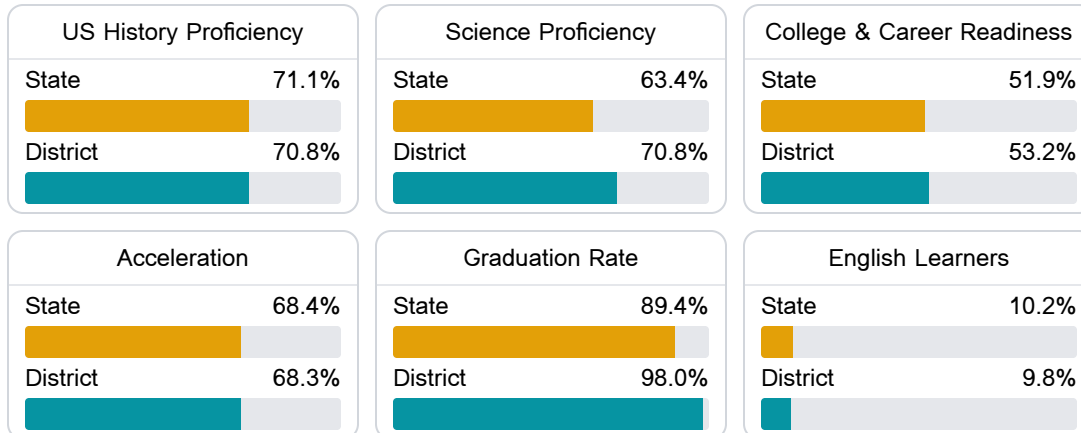 US History Proficiency
State 71.1%
District 70.8%
Science Proficiency
State 63.4%
District 70.8%
College & Career Readiness
State 51.9%
District 53.2%
Acceleration
State 68.4%
District 68.3%
Graduation Rate
State 89.4%
District 98.0%
English Learners
State 10.2%
District 9.8%